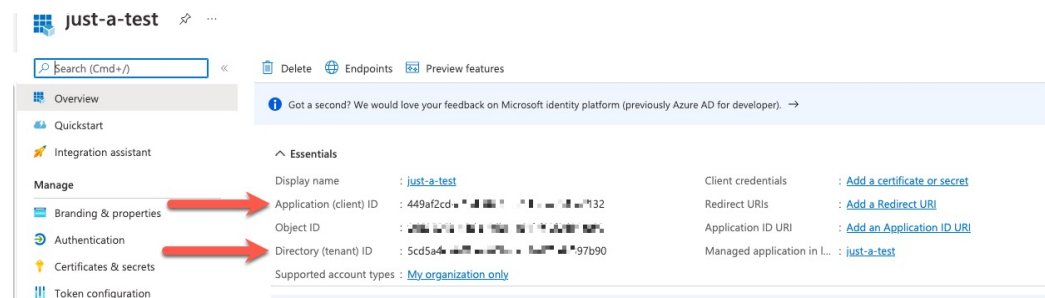 just-a-test
Search (Cmd+/)
«
Delete Endpoints Preview features
Overview
Got a second? We would love your feedback on Microsoft identity platform (previously Azure AD for developer). →
Quickstart
Integration assistant
Essentials
Manage
Display name : just-a-test
Client credentials : Add a certificate or secret
Branding & properties
Application (client) ID : 449af2cd- 132
Redirect URIs : Add a Redirect URI
Object ID :
Application ID URI : Add an Application ID URI
Authentication
Directory (tenant) ID : 5cd5a4 97b90
Managed application in l... : just-a-test
Certificates & secrets
Supported account types : My organization only
Token configuration